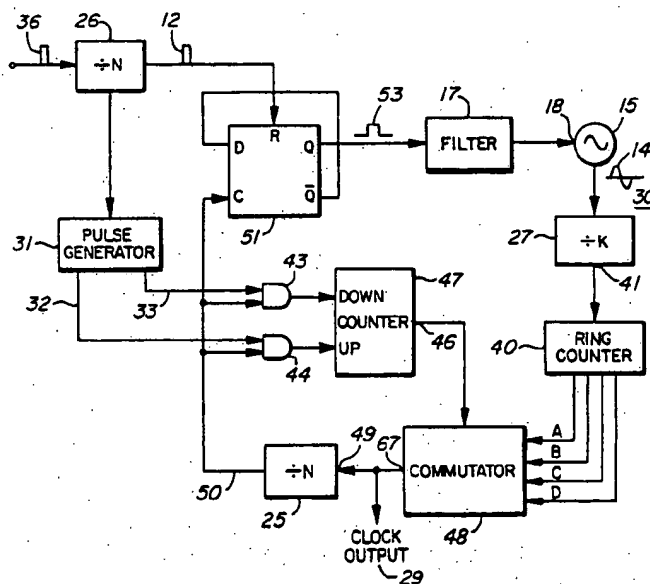 36
26
÷N
12
53
17
FILTER
18
15
14
30
D
R
Q
C
Q̄
51
27
÷K
41
31
PULSE GENERATOR
32
33
43
44
47
DOWN
COUNTER
UP
46
40
RING
COUNTER
A
B
C
D
67
COMMUTATOR
48
49
÷N
25
50
CLOCK
OUTPUT
29